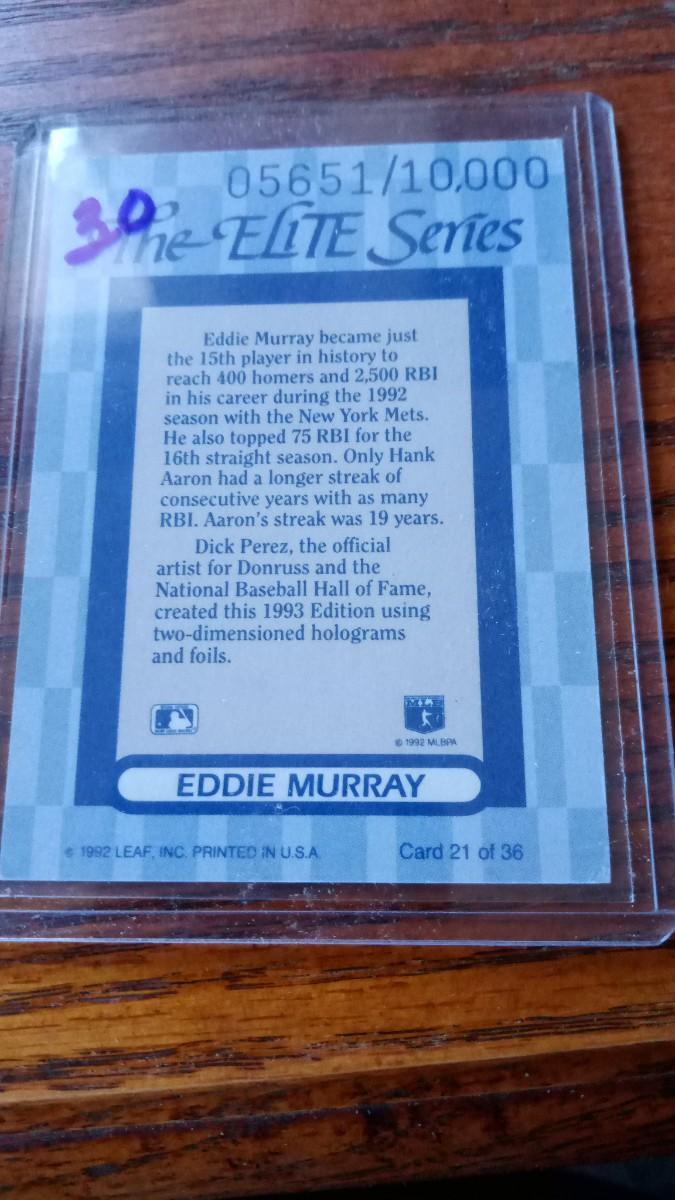 05651/10,000
30
The ELITE Series
Eddie Murray became just
the 15th player in history to
reach 400 homers and 2,500 RBI
in his career during the 1992
season with the New York Mets.
He also topped 75 RBI for the
16th straight season. Only Hank
Aaron had a longer streak of
consecutive years with as many
RBI. Aaron's streak was 19 years.
Dick Perez, the official
artist for Donruss and the
National Baseball Hall of Fame,
created this 1993 Edition using
two-dimensioned holograms
and foils.
© 1992 MLBPA
EDDIE MURRAY
© 1992 LEAF, INC. PRINTED IN U.S.A.
Card 21 of 36